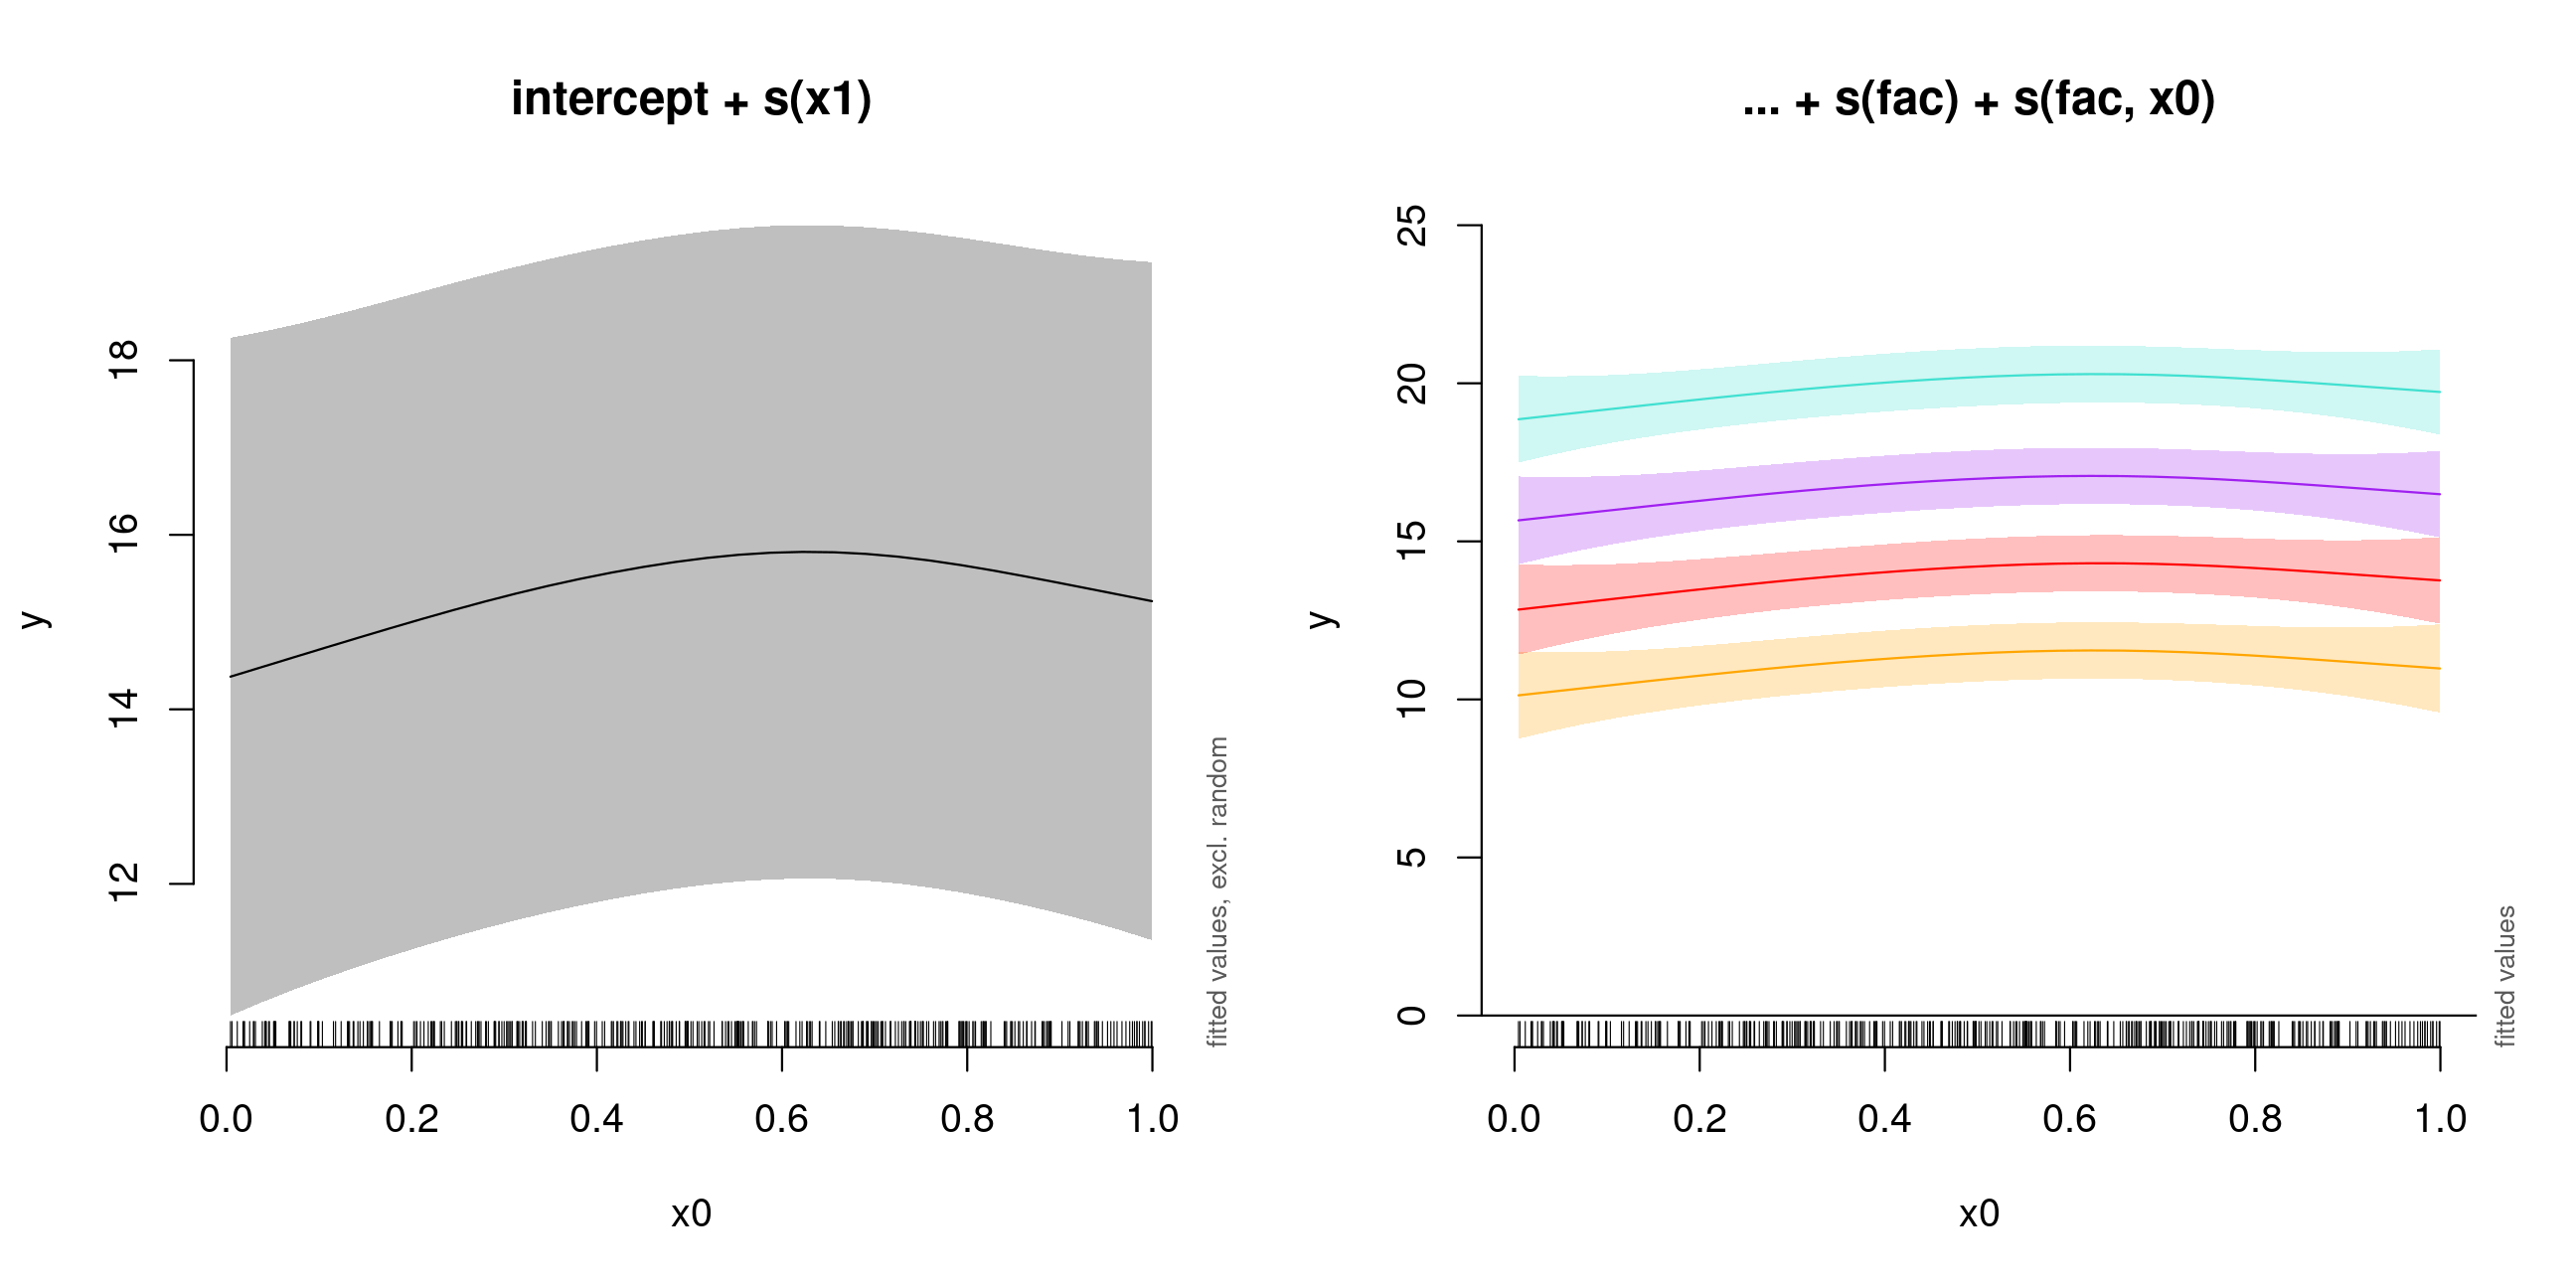 intercept + s(x1)
y
18
16
14
12
0.0 0.2 0.4 0.6 0.8 1.0
x0
fitted values, excl. random
... + s(fac) + s(fac, x0)
y
25
20
15
10
5
0
0.0 0.2 0.4 0.6 0.8 1.0
x0
fitted values